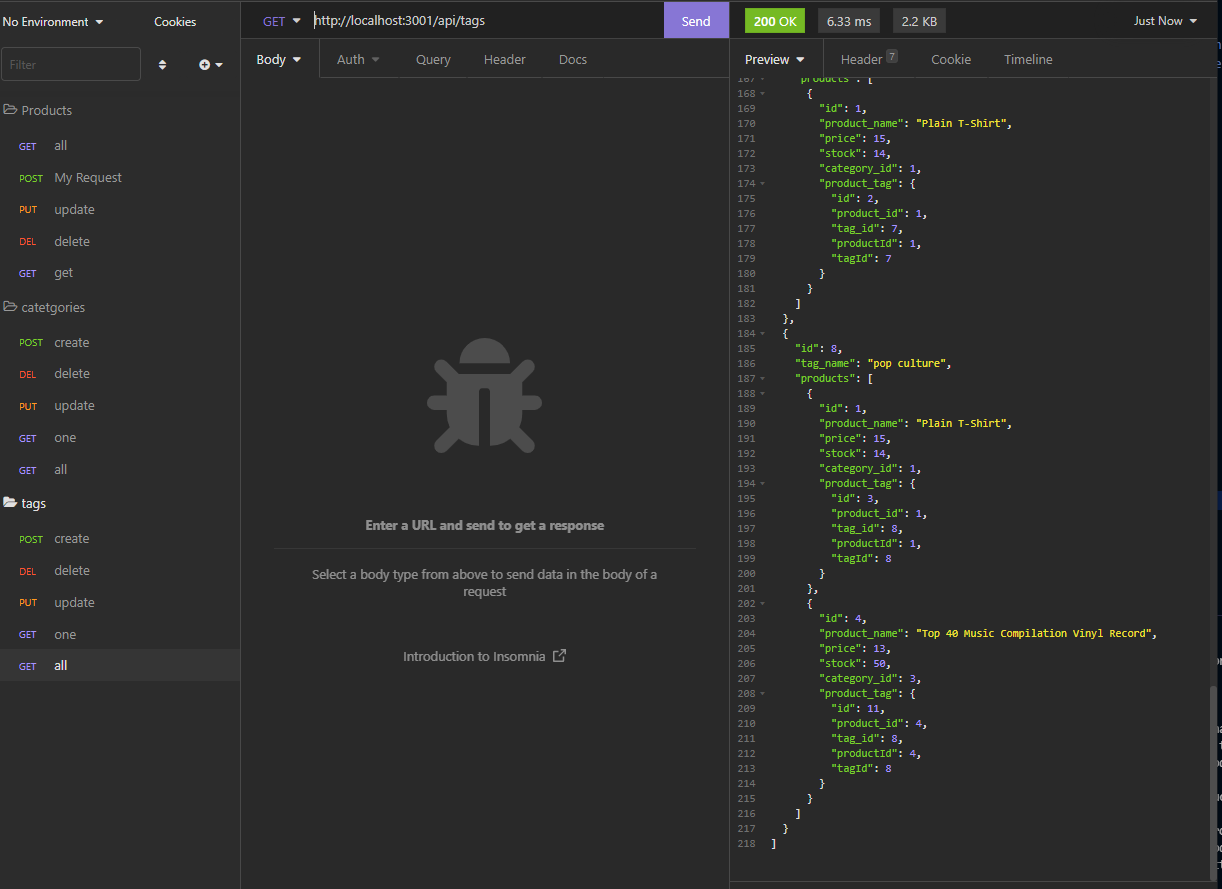 No Environment
Cookies
Filter
Products
GET all
POST My Request
PUT update
DEL delete
GET get
catetgories
POST create
DEL delete
PUT update
GET one
GET all
tags
POST create
DEL delete
PUT update
GET one
GET all
GET http://localhost:3001/api/tags Send
Body Auth Query Header Docs
Enter a URL and send to get a response
Select a body type from above to send data in the body of a
request
Introduction to Insomnia
200 OK 6.33 ms 2.2 KB Just Now
Preview Header 7 Cookie Timeline
167 "products": [
168 {
169 "id": 1,
170 "product_name": "Plain T-Shirt",
171 "price": 15,
172 "stock": 14,
173 "category_id": 1,
174 "product_tag": {
175 "id": 2,
176 "product_id": 1,
177 "tag_id": 7,
178 "productId": 1,
179 "tagId": 7
180 }
181 }
182 ]
183 },
184 {
185 "id": 8,
186 "tag_name": "pop culture",
187 "products": [
188 {
189 "id": 1,
190 "product_name": "Plain T-Shirt",
191 "price": 15,
192 "stock": 14,
193 "category_id": 1,
194 "product_tag": {
195 "id": 3,
196 "product_id": 1,
197 "tag_id": 8,
198 "productId": 1,
199 "tagId": 8
200 }
201 },
202 {
203 "id": 4,
204 "product_name": "Top 40 Music Compilation Vinyl Record",
205 "price": 13,
206 "stock": 50,
207 "category_id": 3,
208 "product_tag": {
209 "id": 11,
210 "product_id": 4,
211 "tag_id": 8,
212 "productId": 4,
213 "tagId": 8
214 }
215 }
216 ]
217 }
218 ]